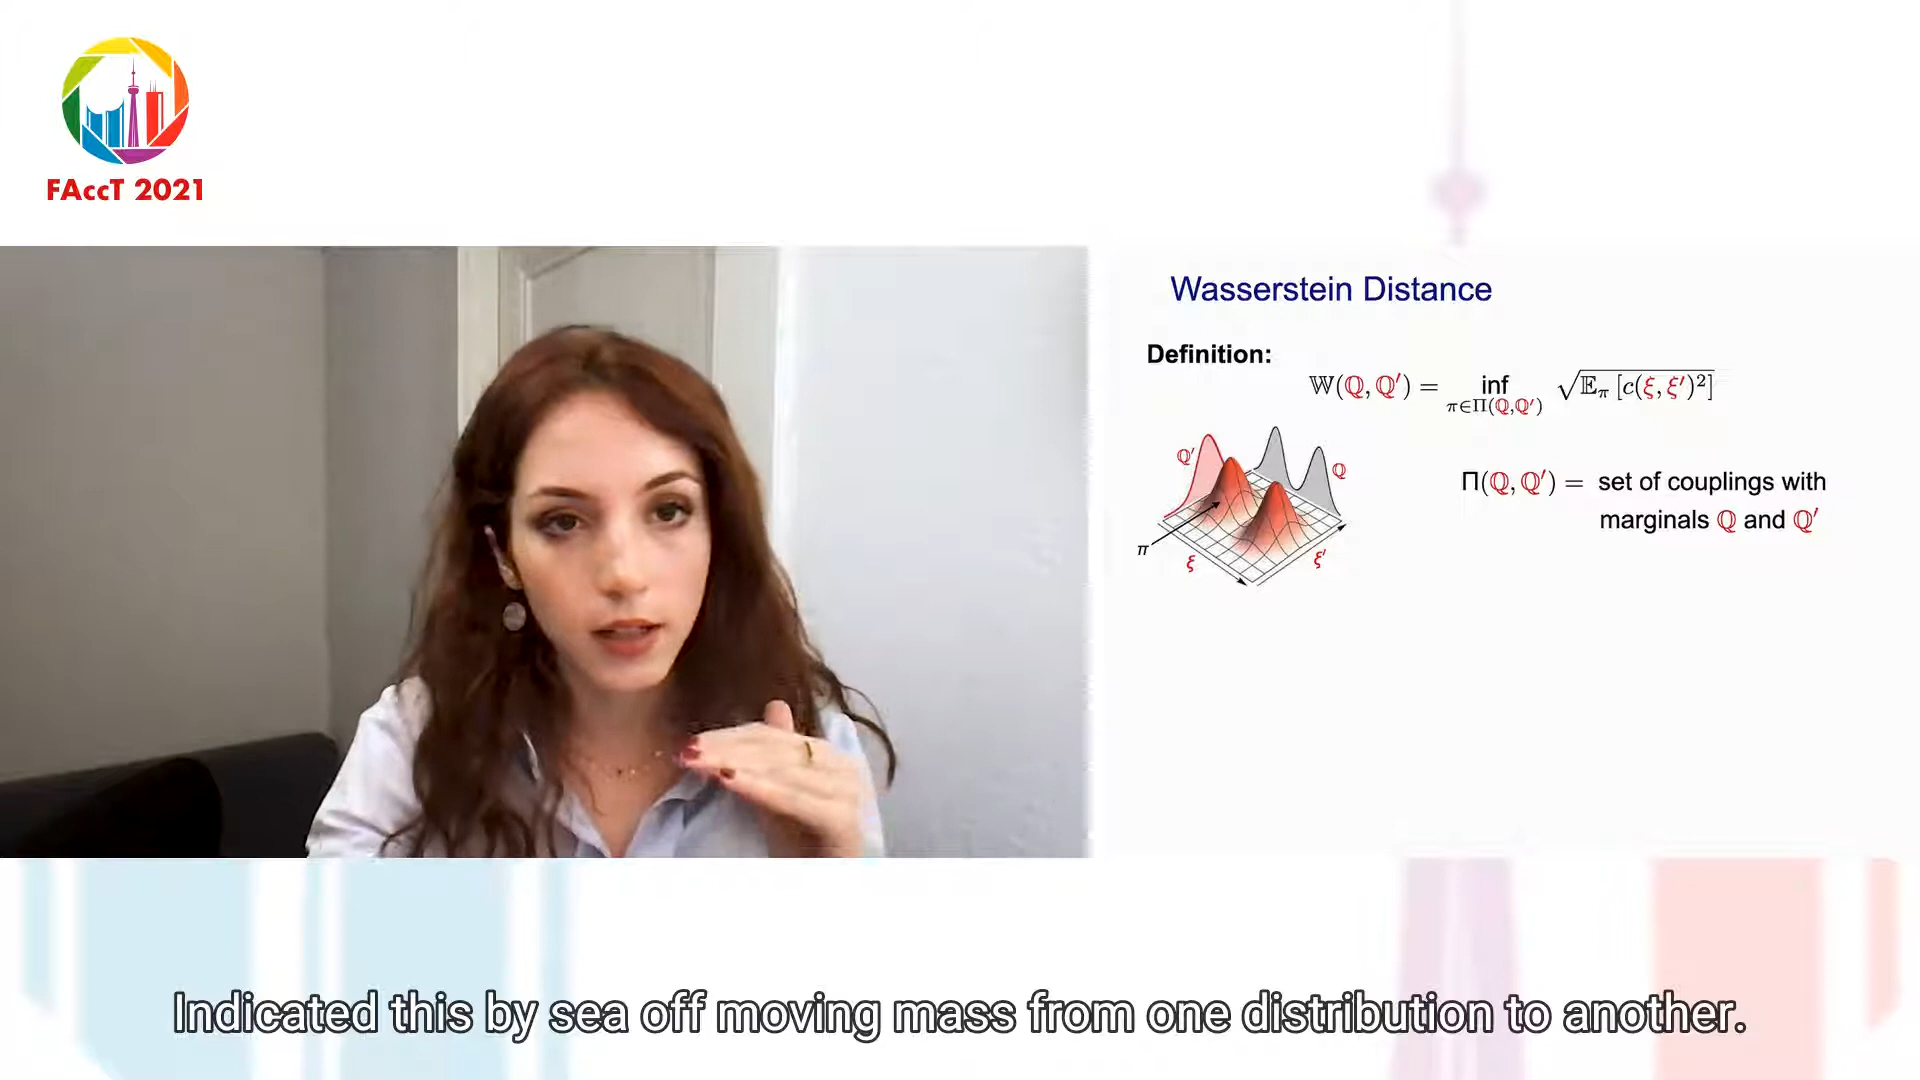 FAccT 2021
Wasserstein Distance
Definition:
𝕎(ℚ, ℚ′) = inf √𝔼π [c(ξ, ξ′)²]
π∈Π(ℚ,ℚ′)
ℚ′
ℚ
Π(ℚ, ℚ′) = set of couplings with
marginals ℚ and ℚ′
π
ξ
ξ′
Indicated this by sea off moving mass from one distribution to another.